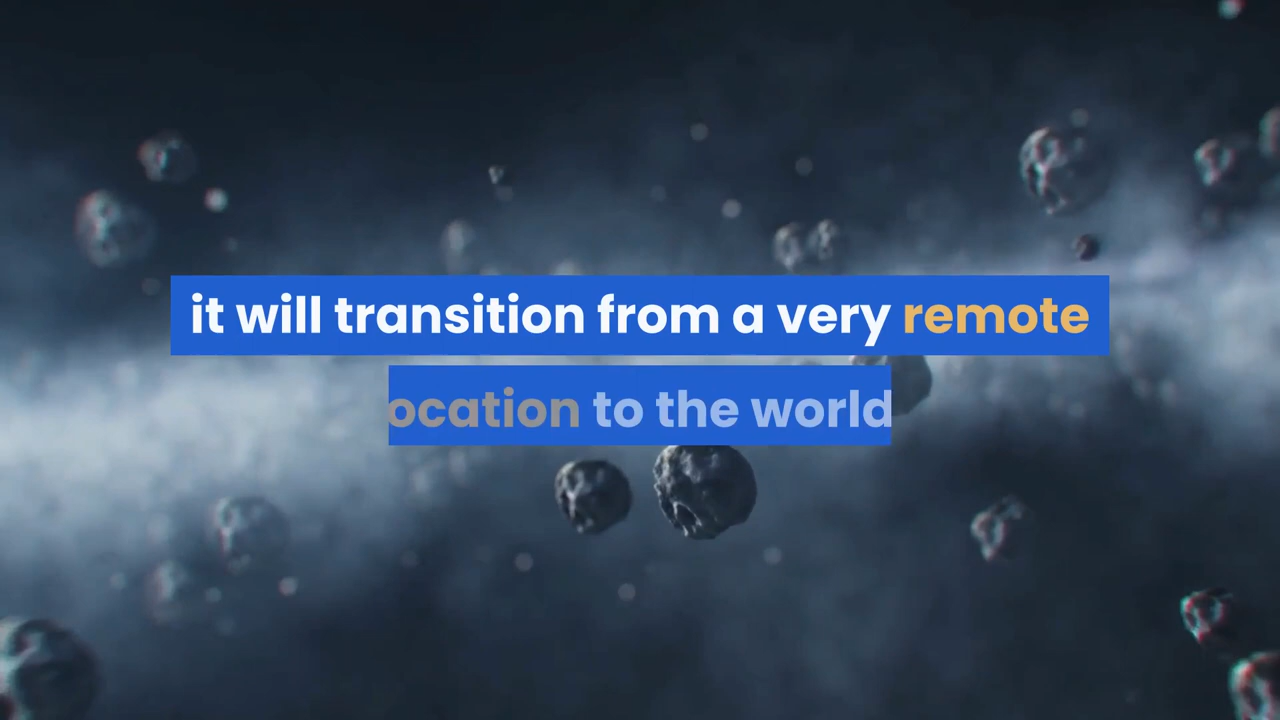 it will transition from a very remote
ocation to the world